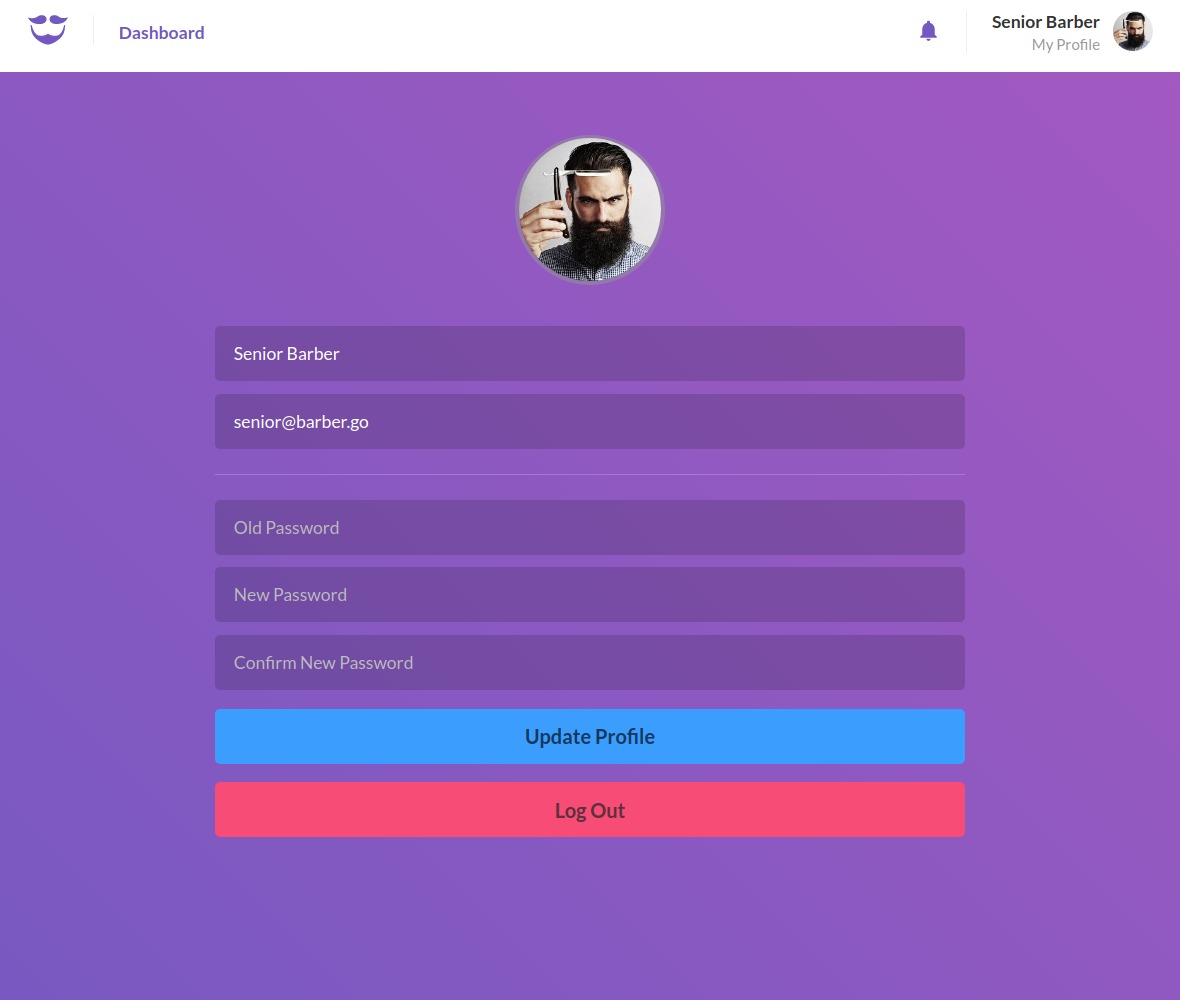 Dashboard
Senior Barber
My Profile
Senior Barber
senior@barber.go
Old Password
New Password
Confirm New Password
Update Profile
Log Out